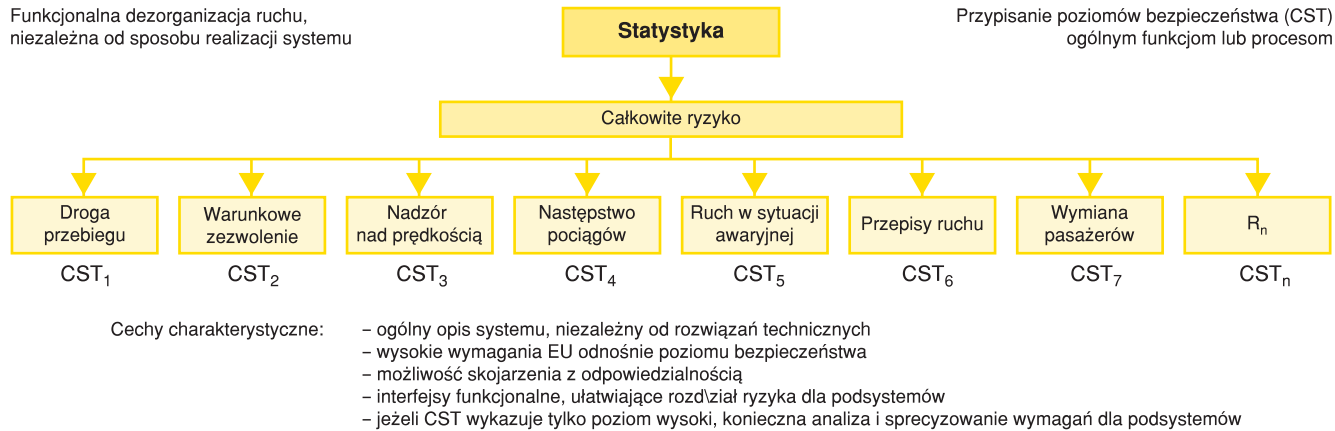 Funkcjonalna dezorganizacja ruchu,
niezależna od sposobu realizacji systemu
Statystyka
Przypisanie poziomów bezpieczeństwa (CST)
ogólnym funkcjom lub procesom
Całkowite ryzyko
Droga
przebiegu
Warunkowe
zezwolenie
Nadzór
nad prędkością
Następstwo
pociągów
Ruch w sytuacji
awaryjnej
Przepisy ruchu
Wymiana
pasażerów
Rn
CST1
CST2
CST3
CST4
CST5
CST6
CST7
CSTn
Cechy charakterystyczne:
– ogólny opis systemu, niezależny od rozwiązań technicznych
– wysokie wymagania EU odnośnie poziomu bezpieczeństwa
– możliwość skojarzenia z odpowiedzialnością
– interfejsy funkcjonalne, ułatwiające rozd\ział ryzyka dla podsystemów
– jeżeli CST wykazuje tylko poziom wysoki, konieczna analiza i sprecyzowanie wymagań dla podsystemów